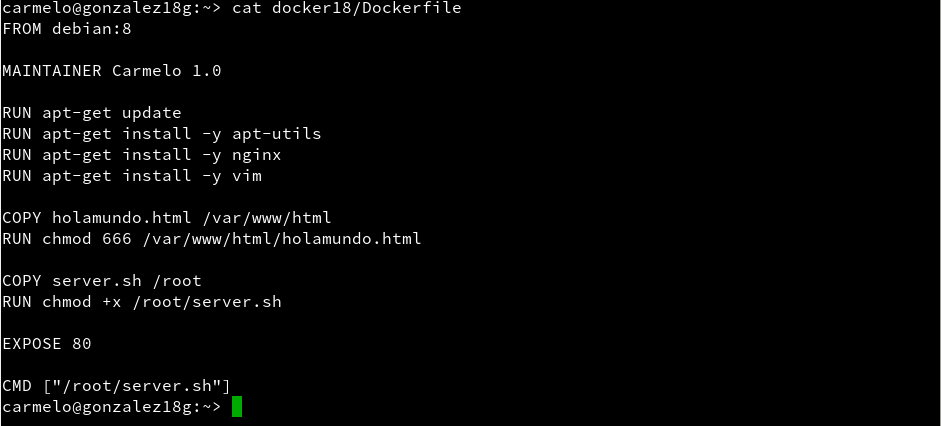 carmelo@gonzalez18g:~> cat docker18/Dockerfile
FROM debian:8
MAINTAINER Carmelo 1.0
RUN apt-get update
RUN apt-get install -y apt-utils
RUN apt-get install -y nginx
RUN apt-get install -y vim
COPY holamundo.html /var/www/html
RUN chmod 666 /var/www/html/holamundo.html
COPY server.sh /root
RUN chmod +x /root/server.sh
EXPOSE 80
CMD ["/root/server.sh"]
carmelo@gonzalez18g:~>